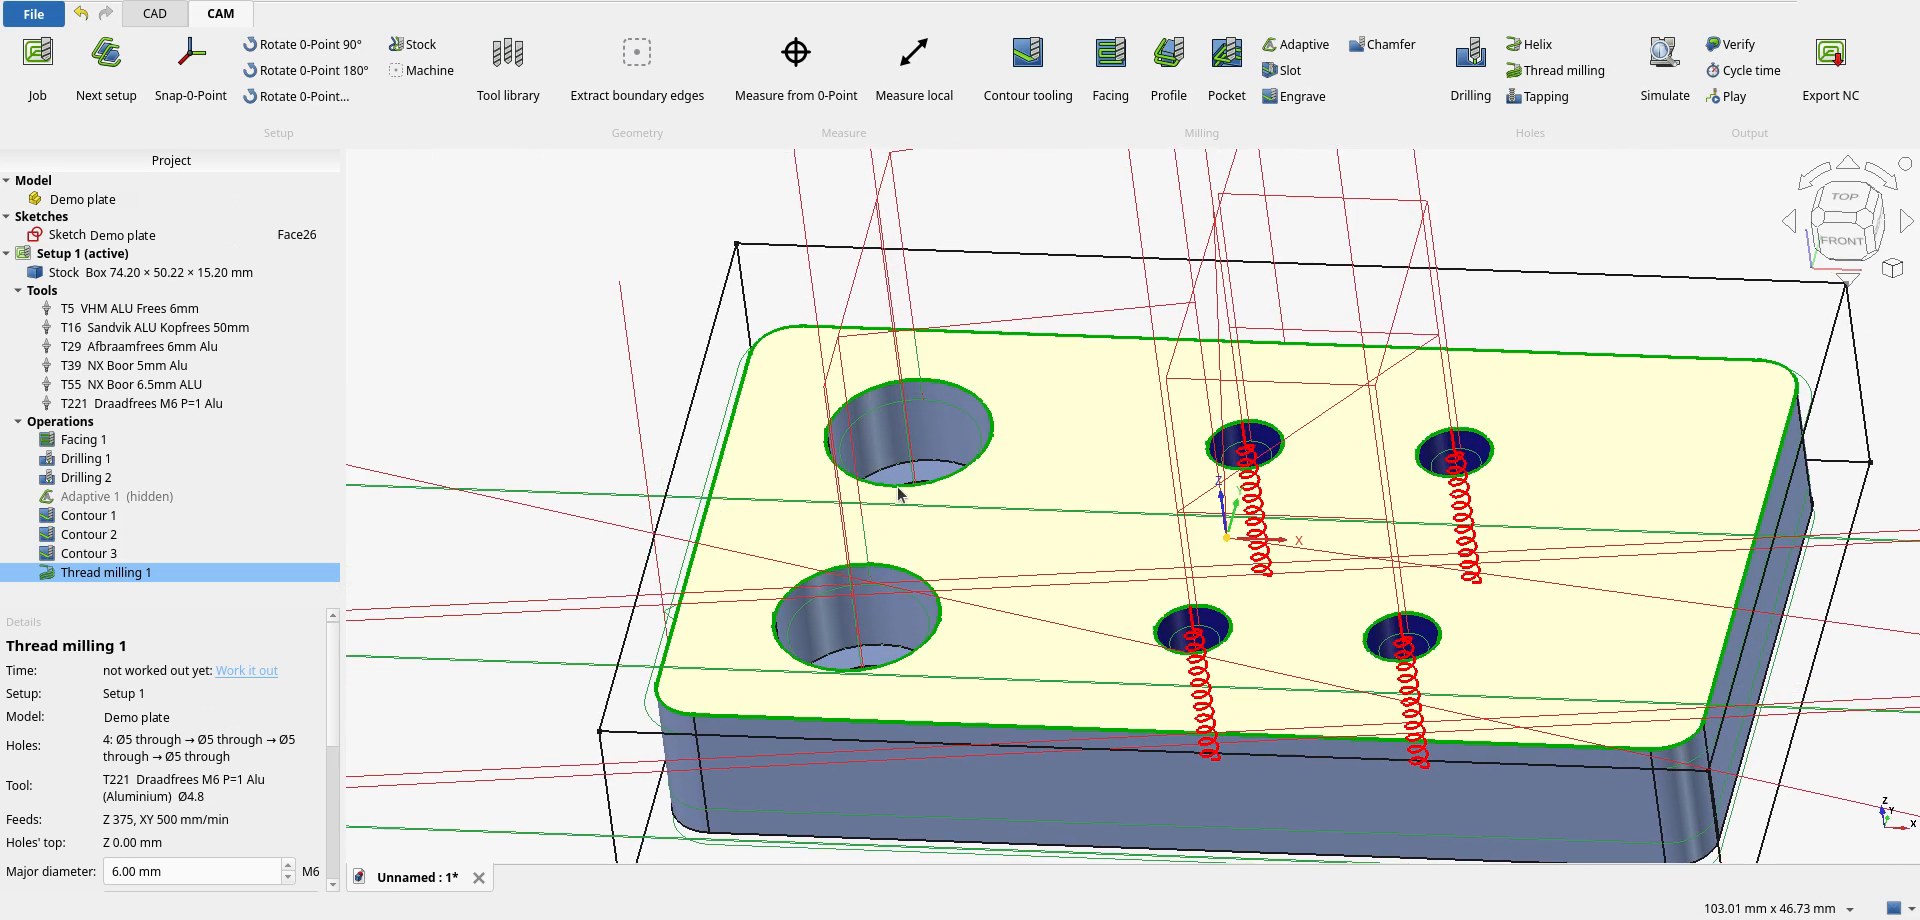 File
CAD
CAM
Job
Next setup
Snap-0-Point
Rotate 0-Point 90°
Rotate 0-Point 180°
Rotate 0-Point...
Stock
Machine
Setup
Tool library
Extract boundary edges
Geometry
Measure from 0-Point
Measure local
Measure
Contour tooling
Facing
Profile
Pocket
Adaptive
Slot
Engrave
Chamfer
Milling
Drilling
Helix
Thread milling
Tapping
Holes
Simulate
Verify
Cycle time
Play
Export NC
Output
Project
Model
Demo plate
Sketches
Sketch Demo plate Face26
Setup 1 (active)
Stock Box 74.20 × 50.22 × 15.20 mm
Tools
T5 VHM ALU Frees 6mm
T16 Sandvik ALU Kopfrees 50mm
T29 Afbraamfrees 6mm Alu
T39 NX Boor 5mm Alu
T55 NX Boor 6.5mm ALU
T221 Draadfrees M6 P=1 Alu
Operations
Facing 1
Drilling 1
Drilling 2
Adaptive 1 (hidden)
Contour 1
Contour 2
Contour 3
Thread milling 1
Details
Thread milling 1
Time: not worked out yet: Work it out
Setup: Setup 1
Model: Demo plate
Holes: 4: Ø5 through → Ø5 through → Ø5
through → Ø5 through
Tool: T221 Draadfrees M6 P=1 Alu
(Aluminium) Ø4.8
Feeds: Z 375, XY 500 mm/min
Holes' top: Z 0.00 mm
Major diameter: 6.00 mm M6
TOP
FRONT
Z
Y
X
Z
Y
X
Unnamed : 1*
103.01 mm x 46.73 mm